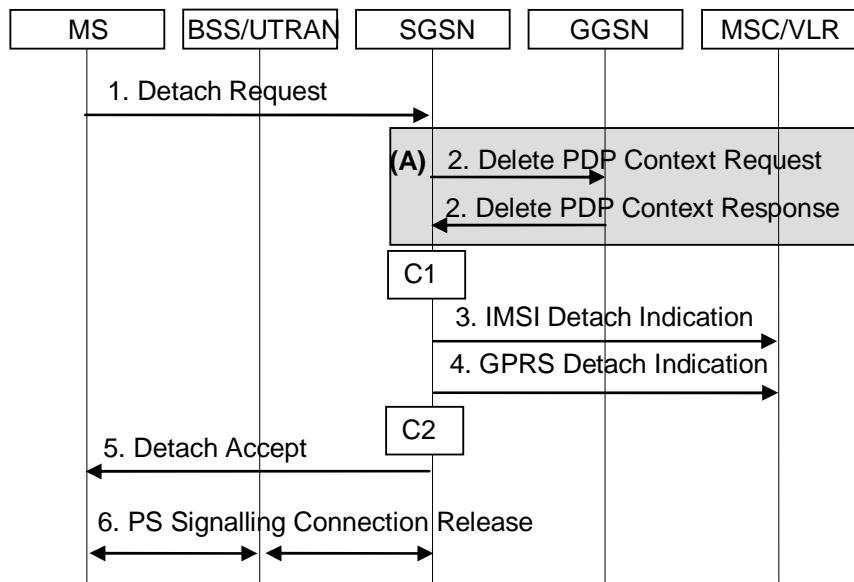 MS BSS/UTRAN SGSN GGSN MSC/VLR
1. Detach Request
(A) 2. Delete PDP Context Request
2. Delete PDP Context Response
C1
3. IMSI Detach Indication
4. GPRS Detach Indication
C2
5. Detach Accept
6. PS Signalling Connection Release